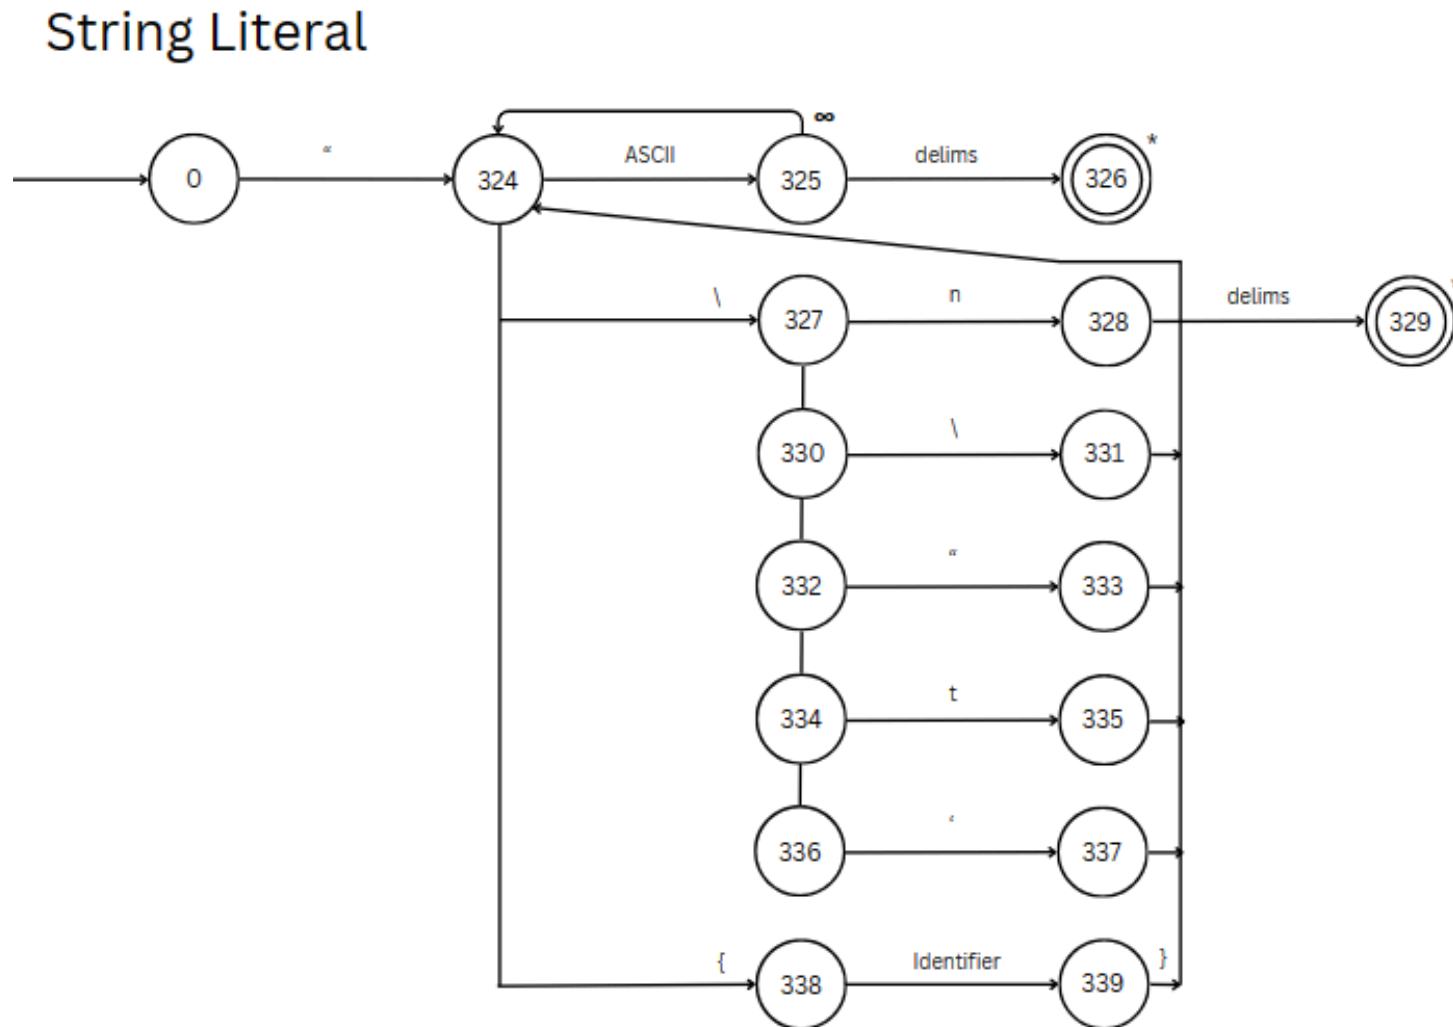 String Literal
∞
0 “ 324 ASCII 325 delims 326 *
\ 327 n 328 delims 329
330 \ 331
332 “ 333
334 t 335
336 ‘ 337
{ 338 Identifier 339 }